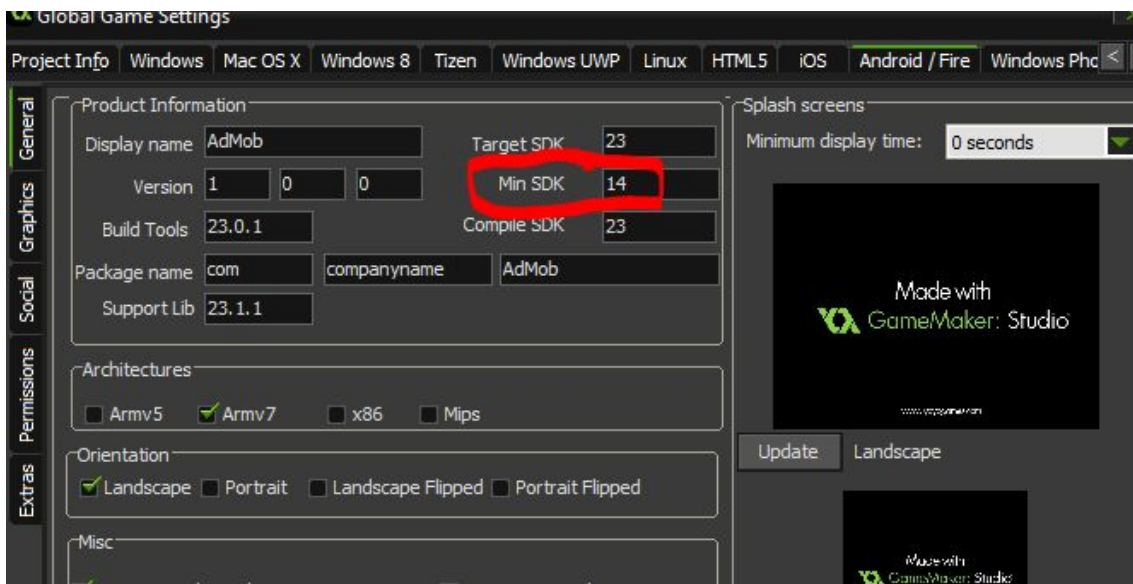 Global Game Settings
Project Info Windows Mac OS X Windows 8 Tizen Windows UWP Linux HTML5 iOS Android / Fire Windows Pho <
General
Graphics
Social
Permissions
Extras
Product Information
Display name AdMob
Target SDK 23
Version 1 0 0
Min SDK 14
Build Tools 23.0.1
Compile SDK 23
Package name com companyname AdMob
Support Lib 23.1.1
Architectures
Armv5 Armv7 x86 Mips
Orientation
Landscape Portrait Landscape Flipped Portrait Flipped
Misc
Splash screens
Minimum display time: 0 seconds
Made with
GameMaker: Studio
www.yoyogames.com
Update Landscape
Made with
GameMaker: Studio